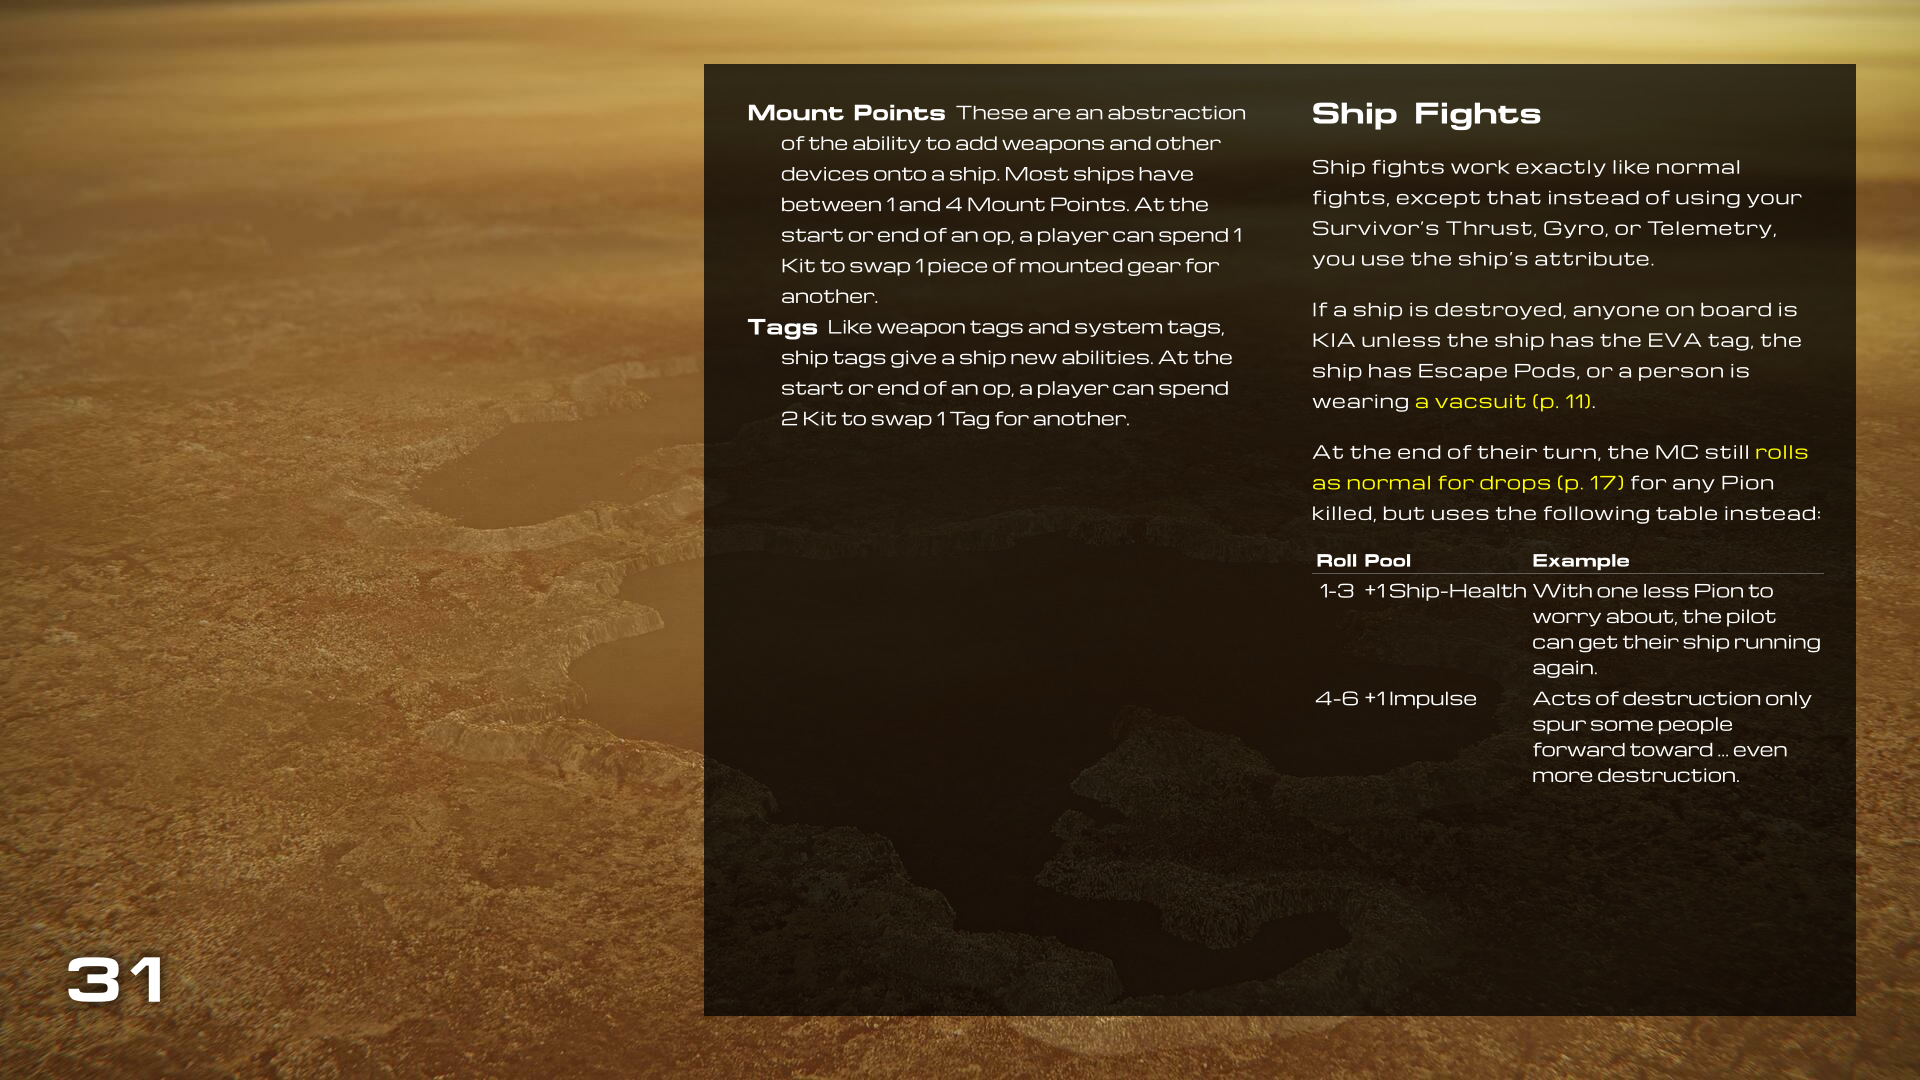 Mount Points These are an abstraction
of the ability to add weapons and other
devices onto a ship. Most ships have
between 1 and 4 Mount Points. At the
start or end of an op, a player can spend 1
Kit to swap 1 piece of mounted gear for
another.
Tags Like weapon tags and system tags,
ship tags give a ship new abilities. At the
start or end of an op, a player can spend
2 Kit to swap 1 Tag for another.
Ship Fights
Ship fights work exactly like normal
fights, except that instead of using your
Survivor's Thrust, Gyro, or Telemetry,
you use the ship's attribute.
If a ship is destroyed, anyone on board is
KIA unless the ship has the EVA tag, the
ship has Escape Pods, or a person is
wearing a vacsuit (p. 11).
At the end of their turn, the MC still rolls
as normal for drops (p. 17) for any Pion
killed, but uses the following table instead:
Roll Pool Example
1-3 +1 Ship-Health With one less Pion to
worry about, the pilot
can get their ship running
again.
4-6 +1 Impulse Acts of destruction only
spur some people
forward toward ... even
more destruction.
31